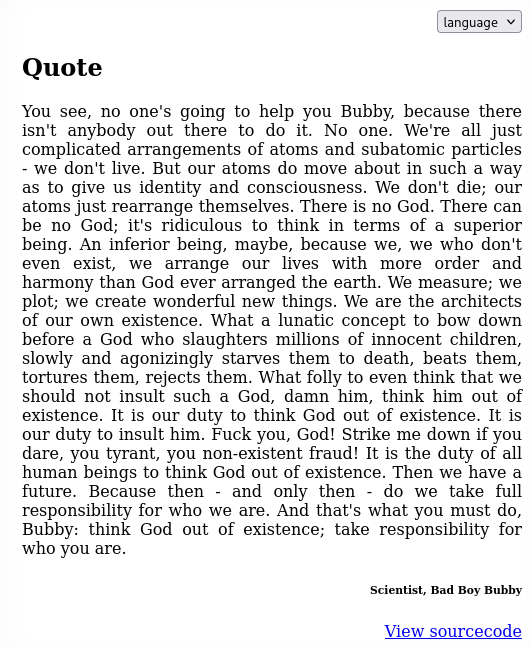 language
Quote
You see, no one's going to help you Bubby, because there
isn't anybody out there to do it. No one. We're all just
complicated arrangements of atoms and subatomic particles
- we don't live. But our atoms do move about in such a way
as to give us identity and consciousness. We don't die; our
atoms just rearrange themselves. There is no God. There can
be no God; it's ridiculous to think in terms of a superior
being. An inferior being, maybe, because we, we who don't
even exist, we arrange our lives with more order and
harmony than God ever arranged the earth. We measure; we
plot; we create wonderful new things. We are the architects
of our own existence. What a lunatic concept to bow down
before a God who slaughters millions of innocent children,
slowly and agonizingly starves them to death, beats them,
tortures them, rejects them. What folly to even think that we
should not insult such a God, damn him, think him out of
existence. It is our duty to think God out of existence. It is
our duty to insult him. Fuck you, God! Strike me down if you
dare, you tyrant, you non-existent fraud! It is the duty of all
human beings to think God out of existence. Then we have a
future. Because then - and only then - do we take full
responsibility for who we are. And that's what you must do,
Bubby: think God out of existence; take responsibility for
who you are.
Scientist, Bad Boy Bubby
View sourcecode